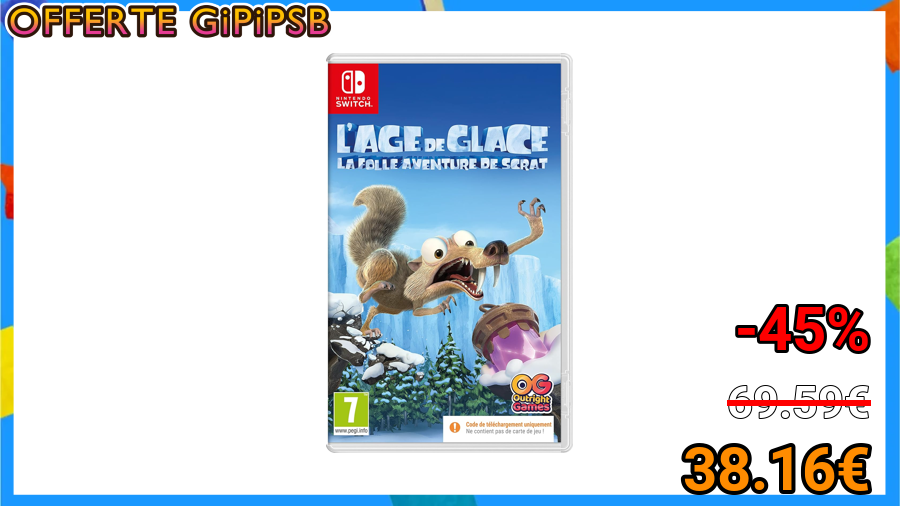 OFFERTE GiPiPSB
NINTENDO
SWITCH.
L'AGE DE GLACE
LA FOLLE AVENTURE DE SCRAT
-45%
69.59€
38.16€
OG
Outright
Games
7
www.pegi.info
! Code de téléchargement uniquement
Ne contient pas de carte de jeu !